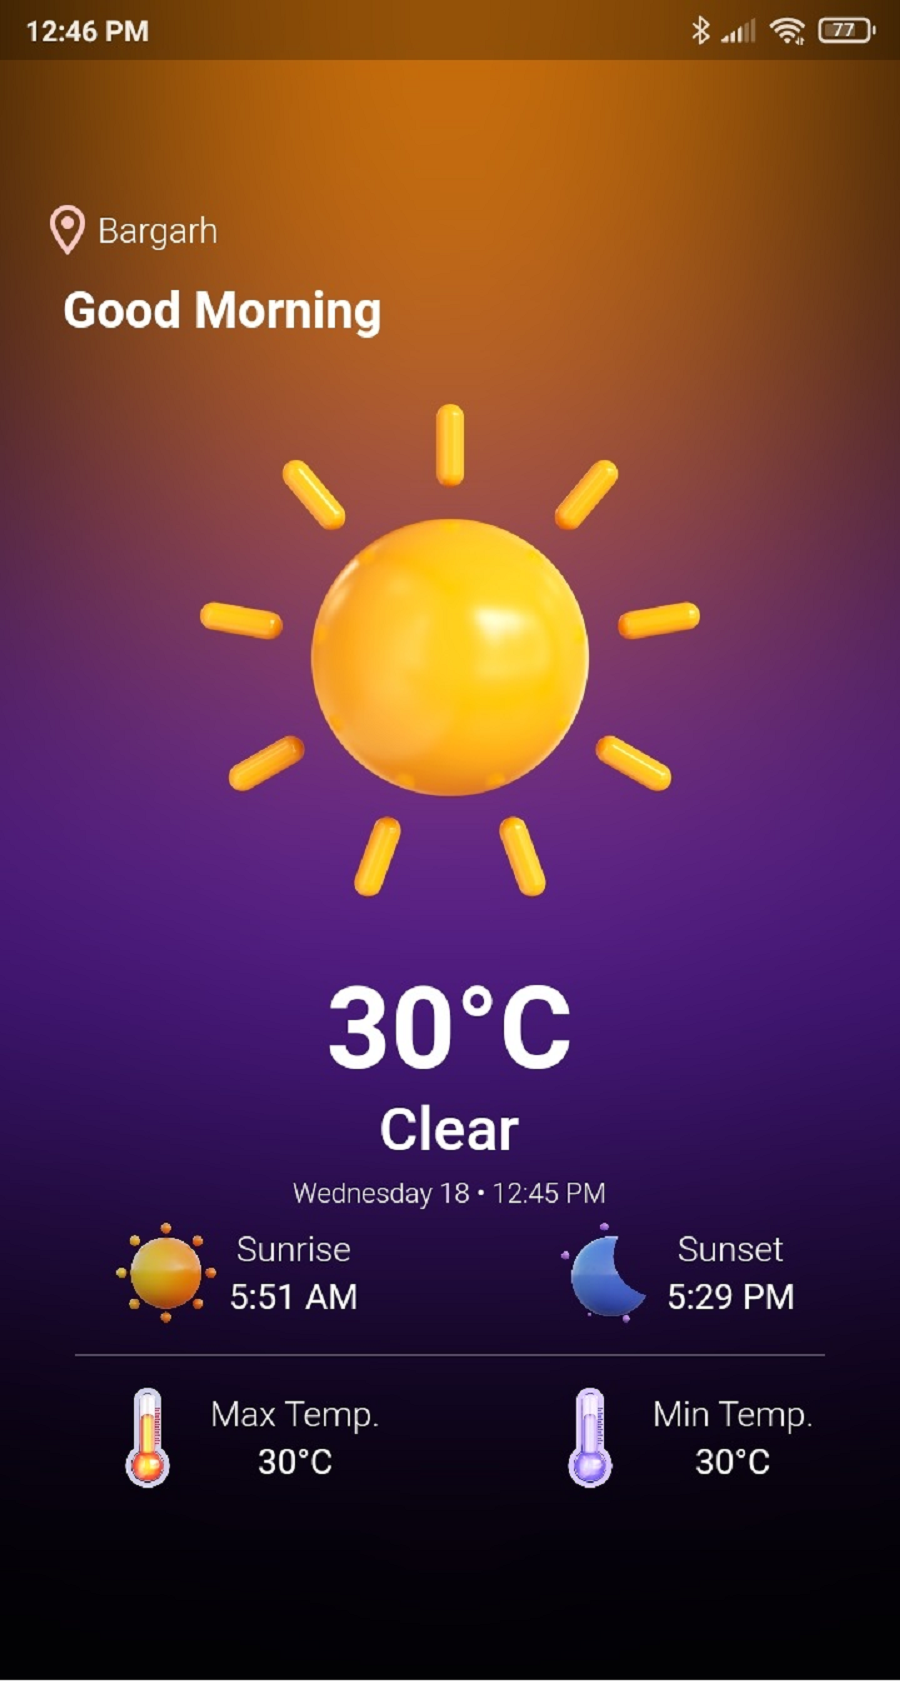 12:46 PM
77
Bargarh
Good Morning
30°C
Clear
Wednesday 18 • 12:45 PM
Sunrise
5:51 AM
Sunset
5:29 PM
Max Temp.
30°C
Min Temp.
30°C